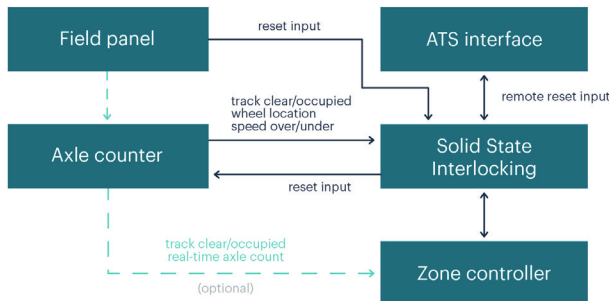 Field panel
reset input
ATS interface
remote reset input
track clear/occupied
wheel location
speed over/under
Axle counter
Solid State
Interlocking
reset input
track clear/occupied
real-time axle count
(optional)
Zone controller